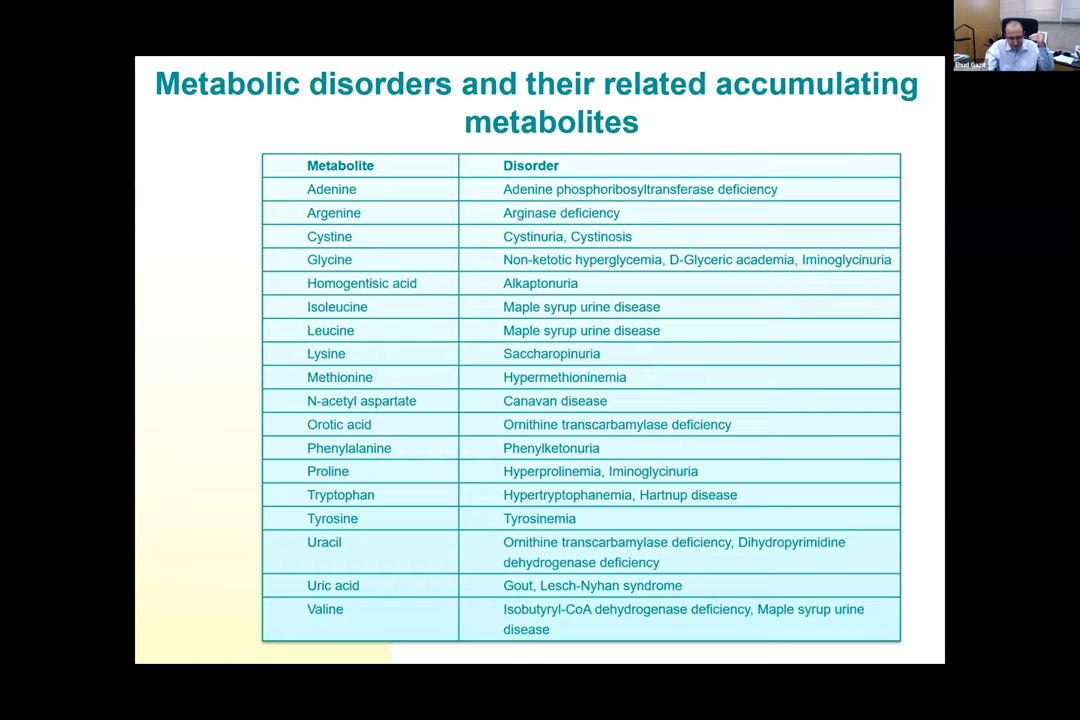 Ehud Gazit
Metabolic disorders and their related accumulating
metabolites
Metabolite Disorder
Adenine Adenine phosphoribosyltransferase deficiency
Argenine Arginase deficiency
Cystine Cystinuria, Cystinosis
Glycine Non-ketotic hyperglycemia, D-Glyceric academia, Iminoglycinuria
Homogentisic acid Alkaptonuria
Isoleucine Maple syrup urine disease
Leucine Maple syrup urine disease
Lysine Saccharopinuria
Methionine Hypermethioninemia
N-acetyl aspartate Canavan disease
Orotic acid Ornithine transcarbamylase deficiency
Phenylalanine Phenylketonuria
Proline Hyperprolinemia, Iminoglycinuria
Tryptophan Hypertryptophanemia, Hartnup disease
Tyrosine Tyrosinemia
Uracil Ornithine transcarbamylase deficiency, Dihydropyrimidine
dehydrogenase deficiency
Uric acid Gout, Lesch-Nyhan syndrome
Valine Isobutyryl-CoA dehydrogenase deficiency, Maple syrup urine
disease